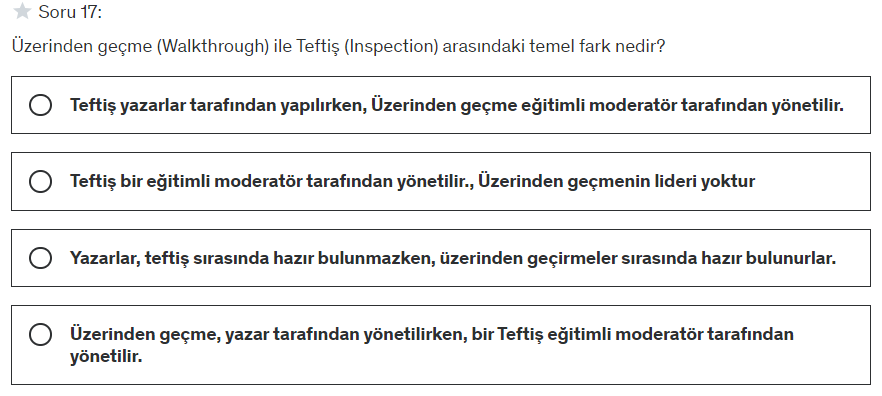 Soru 17:
Üzerinden geçme (Walkthrough) ile Teftiş (Inspection) arasındaki temel fark nedir?
Teftiş yazarlar tarafından yapılırken, Üzerinden geçme eğitimli moderatör tarafından yönetilir.
Teftiş bir eğitimli moderatör tarafından yönetilir., Üzerinden geçmenin lideri yoktur
Yazarlar, teftiş sırasında hazır bulunmazken, üzerinden geçirmeler sırasında hazır bulunurlar.
Üzerinden geçme, yazar tarafından yönetilirken, bir Teftiş eğitimli moderatör tarafından
yönetilir.